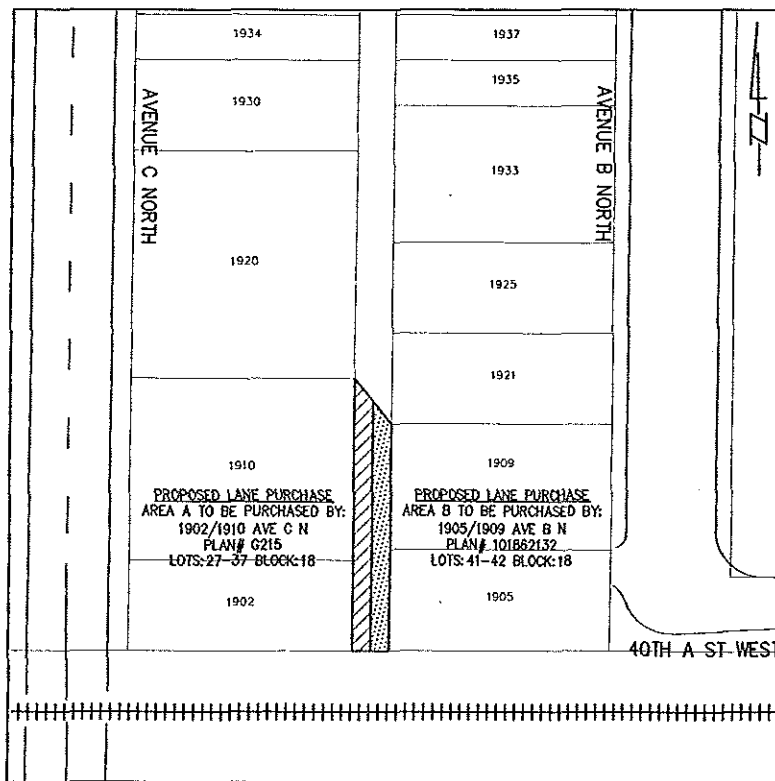 1934
1937
1930
1935
AVENUE C NORTH
AVENUE B NORTH
1933
1920
1925
1921
1910
1909
PROPOSED LANE PURCHASE
AREA A TO BE PURCHASED BY:
1902/1910 AVE C N
PLAN# G215
LOTS:27-37 BLOCK:18
PROPOSED LANE PURCHASE
AREA B TO BE PURCHASED BY:
1905/1909 AVE B N
PLAN# 101862132
LOTS:41-42 BLOCK:18
1902
1905
40TH A ST WEST